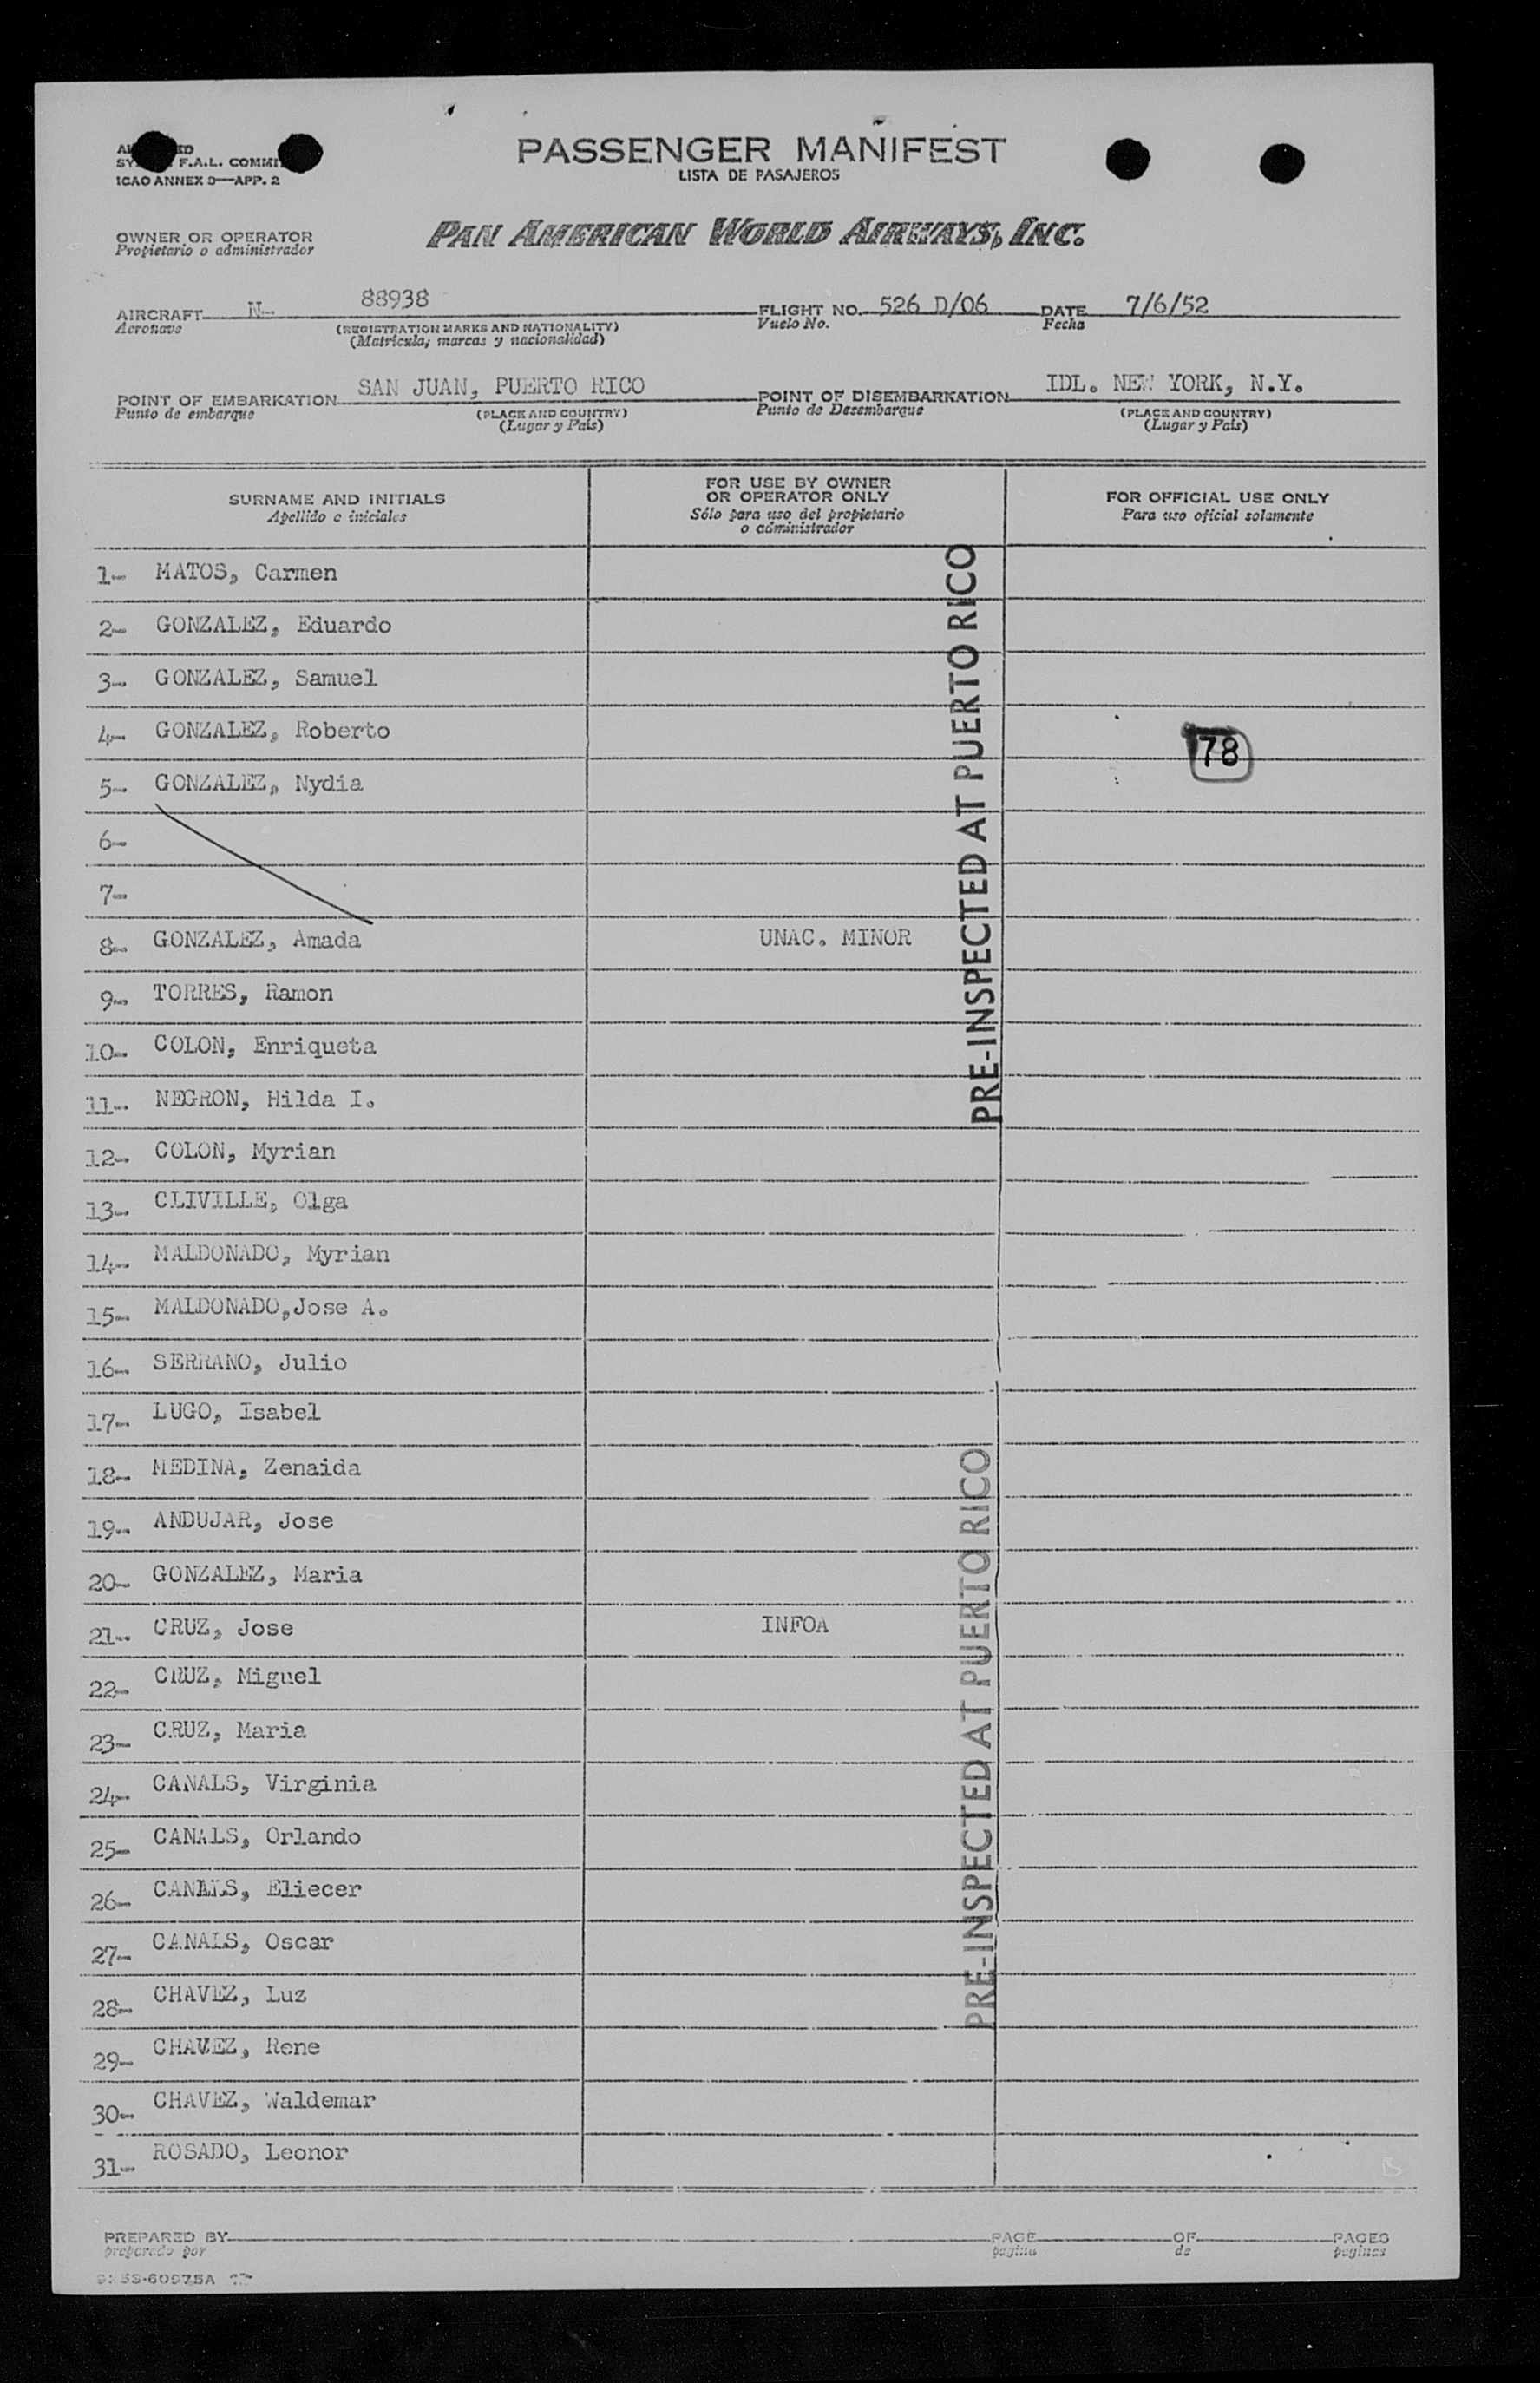 F.A.L.
ICAO ANNEX 9—APP. 2
PASSENGER MANIFEST
LISTA DE PASAJEROS
OWNER OR OPERATOR
Propietario o administrador
PAN AMERICAN WORLD AIRWAYS, INC.
AIRCRAFT N- 88938 FLIGHT NO. 526 D/06 DATE 7/6/52
Aeronave (REGISTRATION MARKS AND NATIONALITY) Vuelo No. Fecha
(Matricula, marcas y nacionalidad)
POINT OF EMBARKATION SAN JUAN, PUERTO RICO POINT OF DISEMBARKATION IDL. NEW YORK, N.Y.
Punto de embarque (PLACE AND COUNTRY) Punto de Desembarque (PLACE AND COUNTRY)
(Lugar y País) (Lugar y País)
SURNAME AND INITIALS
Apellido e iniciales
FOR USE BY OWNER
OR OPERATOR ONLY
Sólo para uso del propietario
o administrador
FOR OFFICIAL USE ONLY
Para uso oficial solamente
1- MATOS, Carmen
2- GONZALEZ, Eduardo
3- GONZALEZ, Samuel
4- GONZALEZ, Roberto
78
5- GONZALEZ, Nydia
6-
7-
8- GONZALEZ, Amada UNAC. MINOR
9- TORRES, Ramon
10- COLON, Enriqueta
11- NEGRON, Hilda I.
12- COLON, Myrian
13- CLIVILLE, Olga
14- MALDONADO, Myrian
15- MALDONADO,Jose A.
16- SERRANO, Julio
17- LUGO, Isabel
18- MEDINA, Zenaida
19- ANDUJAR, Jose
20- GONZALEZ, Maria
21- CRUZ, Jose INFOA
22- CRUZ, Miguel
23- CRUZ, Maria
24- CANALS, Virginia
25- CANALS, Orlando
26- CANALS, Eliecer
27- CANALS, Oscar
28- CHAVEZ, Luz
29- CHAVEZ, Rene
30- CHAVEZ, Waldemar
31- ROSADO, Leonor
PRE-INSPECTED AT PUERTO RICO
PRE-INSPECTED AT PUERTO RICO
PREPARED BY PAGE OF PAGES
preparado por pagina de paginas